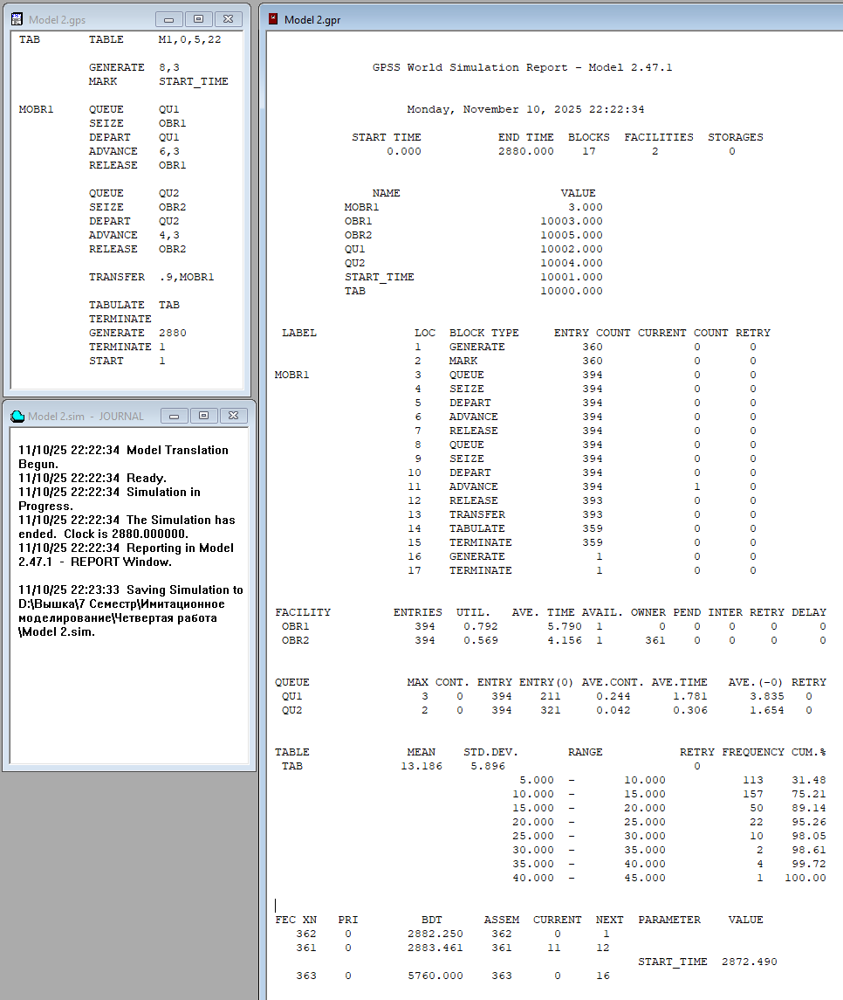 Model 2.gps
TAB TABLE M1,0,5,22
GENERATE 8,3
MARK START_TIME
MOBR1 QUEUE QU1
SEIZE OBR1
DEPART QU1
ADVANCE 6,3
RELEASE OBR1
QUEUE QU2
SEIZE OBR2
DEPART QU2
ADVANCE 4,3
RELEASE OBR2
TRANSFER .9,MOBR1
TABULATE TAB
TERMINATE
GENERATE 2880
TERMINATE 1
START 1
Model 2.sim - JOURNAL
11/10/25 22:22:34 Model Translation
Begun.
11/10/25 22:22:34 Ready.
11/10/25 22:22:34 Simulation in
Progress.
11/10/25 22:22:34 The Simulation has
ended. Clock is 2880.000000.
11/10/25 22:22:34 Reporting in Model
2.47.1 - REPORT Window.
11/10/25 22:23:33 Saving Simulation to
D:\Вышка\7 Семестр\Имитационное
моделирование\Четвертая работа
\Model 2.sim.
Model 2.gpr
GPSS World Simulation Report - Model 2.47.1
Monday, November 10, 2025 22:22:34
START TIME END TIME BLOCKS FACILITIES STORAGES
0.000 2880.000 17 2 0
NAME VALUE
MOBR1 3.000
OBR1 10003.000
OBR2 10005.000
QU1 10002.000
QU2 10004.000
START_TIME 10001.000
TAB 10000.000
LABEL LOC BLOCK TYPE ENTRY COUNT CURRENT COUNT RETRY
1 GENERATE 360 0 0
2 MARK 360 0 0
MOBR1 3 QUEUE 394 0 0
4 SEIZE 394 0 0
5 DEPART 394 0 0
6 ADVANCE 394 0 0
7 RELEASE 394 0 0
8 QUEUE 394 0 0
9 SEIZE 394 0 0
10 DEPART 394 0 0
11 ADVANCE 394 1 0
12 RELEASE 393 0 0
13 TRANSFER 393 0 0
14 TABULATE 359 0 0
15 TERMINATE 359 0 0
16 GENERATE 1 0 0
17 TERMINATE 1 0 0
FACILITY ENTRIES UTIL. AVE. TIME AVAIL. OWNER PEND INTER RETRY DELAY
OBR1 394 0.792 5.790 1 0 0 0 0 0
OBR2 394 0.569 4.156 1 361 0 0 0 0
QUEUE MAX CONT. ENTRY ENTRY(0) AVE.CONT. AVE.TIME AVE.(-0) RETRY
QU1 3 0 394 211 0.244 1.781 3.835 0
QU2 2 0 394 321 0.042 0.306 1.654 0
TABLE MEAN STD.DEV. RANGE RETRY FREQUENCY CUM.%
TAB 13.186 5.896 0
5.000 - 10.000 113 31.48
10.000 - 15.000 157 75.21
15.000 - 20.000 50 89.14
20.000 - 25.000 22 95.26
25.000 - 30.000 10 98.05
30.000 - 35.000 2 98.61
35.000 - 40.000 4 99.72
40.000 - 45.000 1 100.00
FEC XN PRI BDT ASSEM CURRENT NEXT PARAMETER VALUE
362 0 2882.250 362 0 1
361 0 2883.461 361 11 12
START_TIME 2872.490
363 0 5760.000 363 0 16